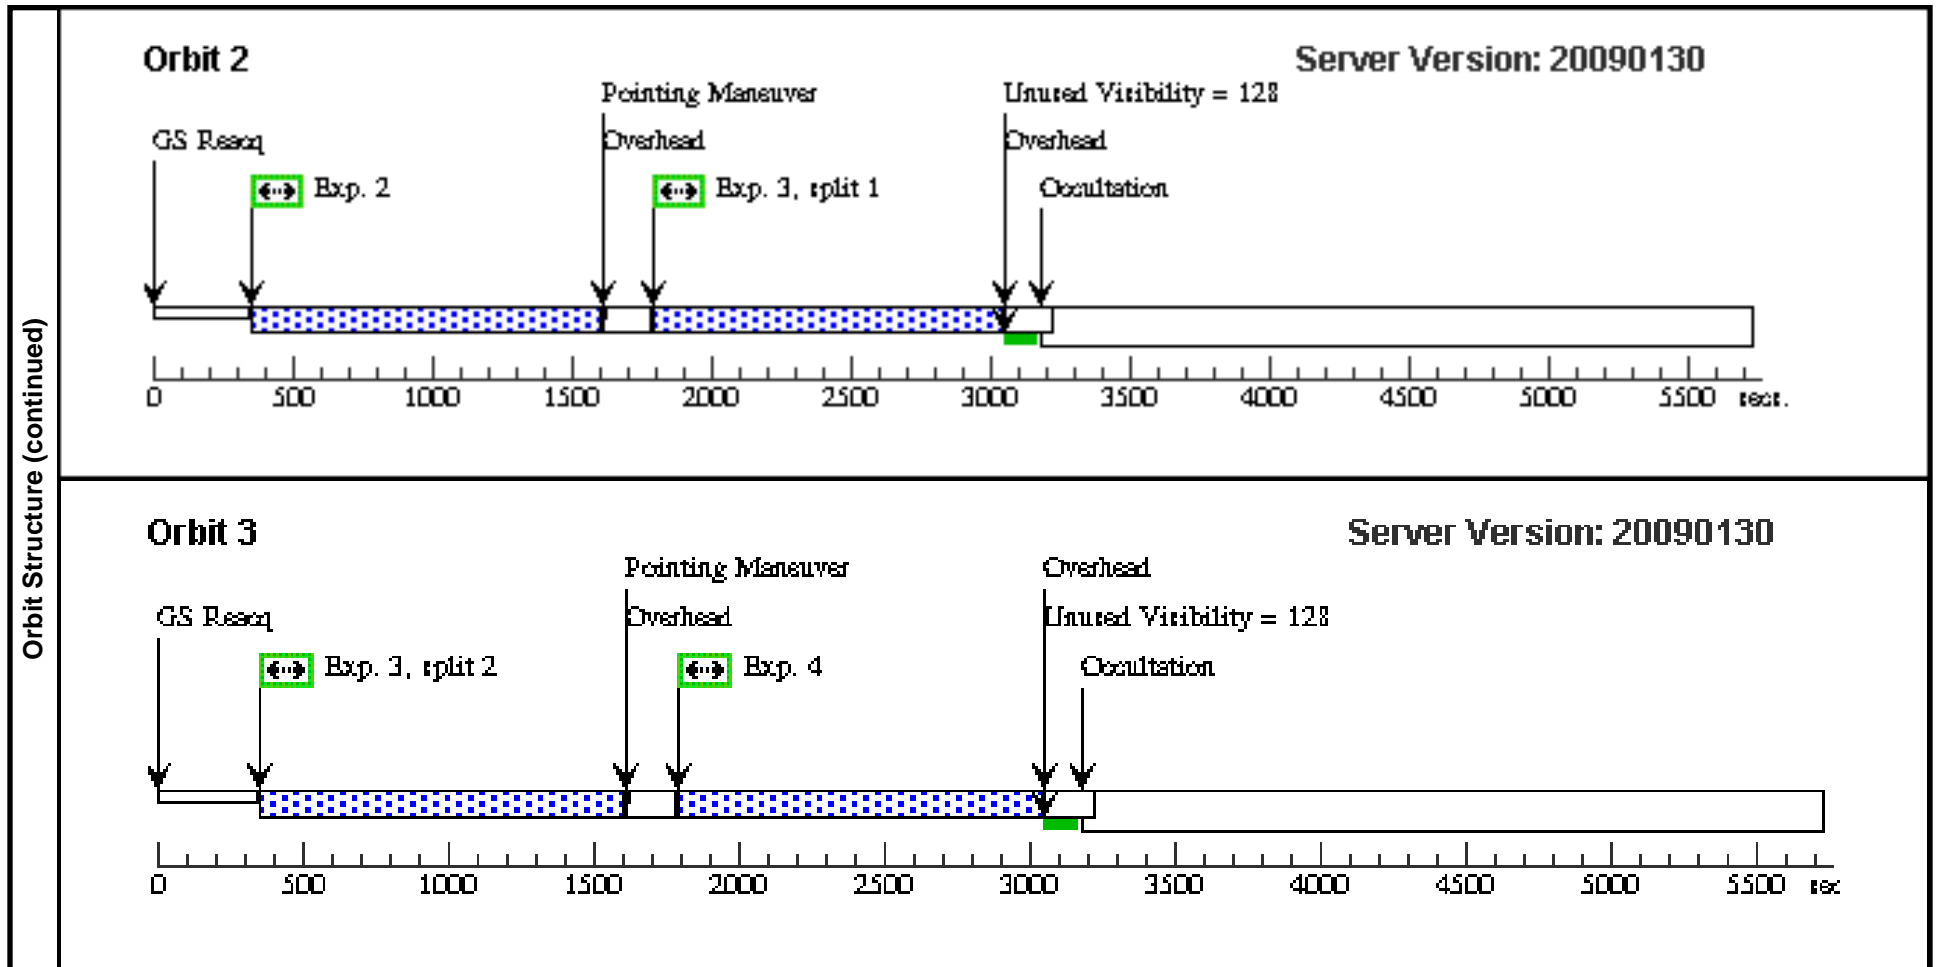 Orbit Structure (continued)
Orbit 2
Server Version: 20090130
Pointing Maneuver
Unused Visibility = 128
GS Reacq
Overhead
Overhead
Exp. 2
Exp. 3, split 1
Occultation
0 500 1000 1500 2000 2500 3000 3500 4000 4500 5000 5500 secs.
Orbit 3
Server Version: 20090130
Pointing Maneuver
Overhead
GS Reacq
Overhead
Unused Visibility = 128
Exp. 3, split 2
Exp. 4
Occultation
0 500 1000 1500 2000 2500 3000 3500 4000 4500 5000 5500 sec